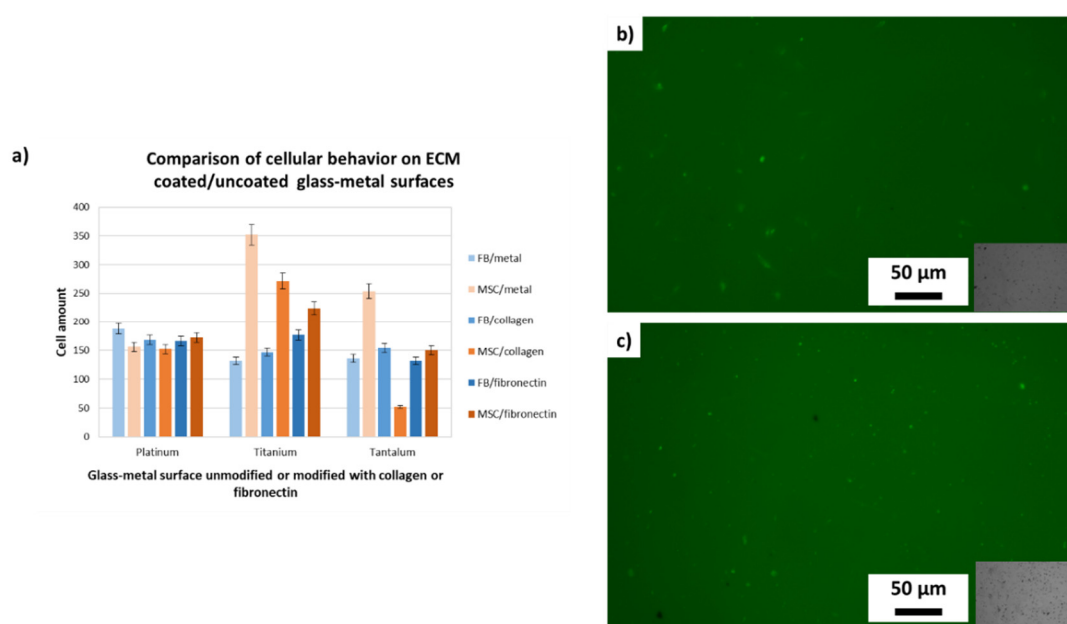 a)
Comparison of cellular behavior on ECM
coated/uncoated glass-metal surfaces
400
350
300
250
200
150
100
50
0
Cell amount
Platinum
Titanium
Tantalum
Glass-metal surface unmodified or modified with collagen or
fibronectin
FB/metal
MSC/metal
FB/collagen
MSC/collagen
FB/fibronectin
MSC/fibronectin
b)
50 µm
c)
50 µm